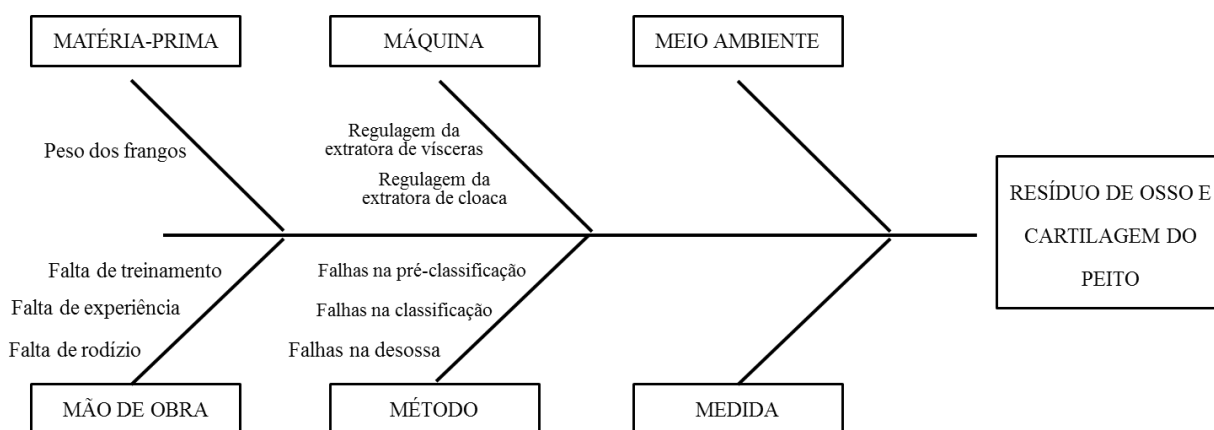 MATÉRIA-PRIMA
MÁQUINA
MEIO AMBIENTE
Peso dos frangos
Regulagem da
extratora de vísceras
Regulagem da
extratora de cloaca
RESÍDUO DE OSSO E
CARTILAGEM DO
PEITO
Falta de treinamento
Falta de experiência
Falta de rodízio
Falhas na pré-classificação
Falhas na classificação
Falhas na desossa
MÃO DE OBRA
MÉTODO
MEDIDA